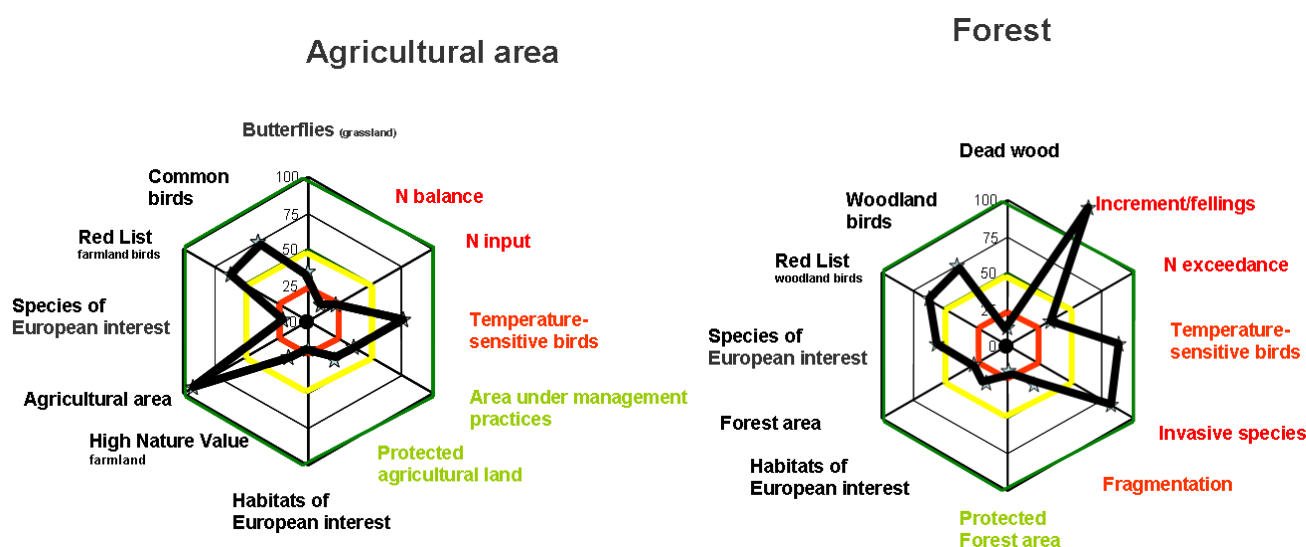 Agricultural area
Butterflies (grassland)
Common
birds
Red List
farmland birds
Species of
European interest
Agricultural area
High Nature Value
farmland
Habitats of
European interest
Protected
agricultural land
Area under management
practices
Temperature-
sensitive birds
N input
N balance
100
75
50
25
0
Forest
Dead wood
Woodland
birds
Red List
woodland birds
Species of
European interest
Forest area
Habitats of
European interest
Protected
Forest area
Fragmentation
Invasive species
Temperature-
sensitive birds
N exceedance
Increment/fellings
100
75
50
2
0